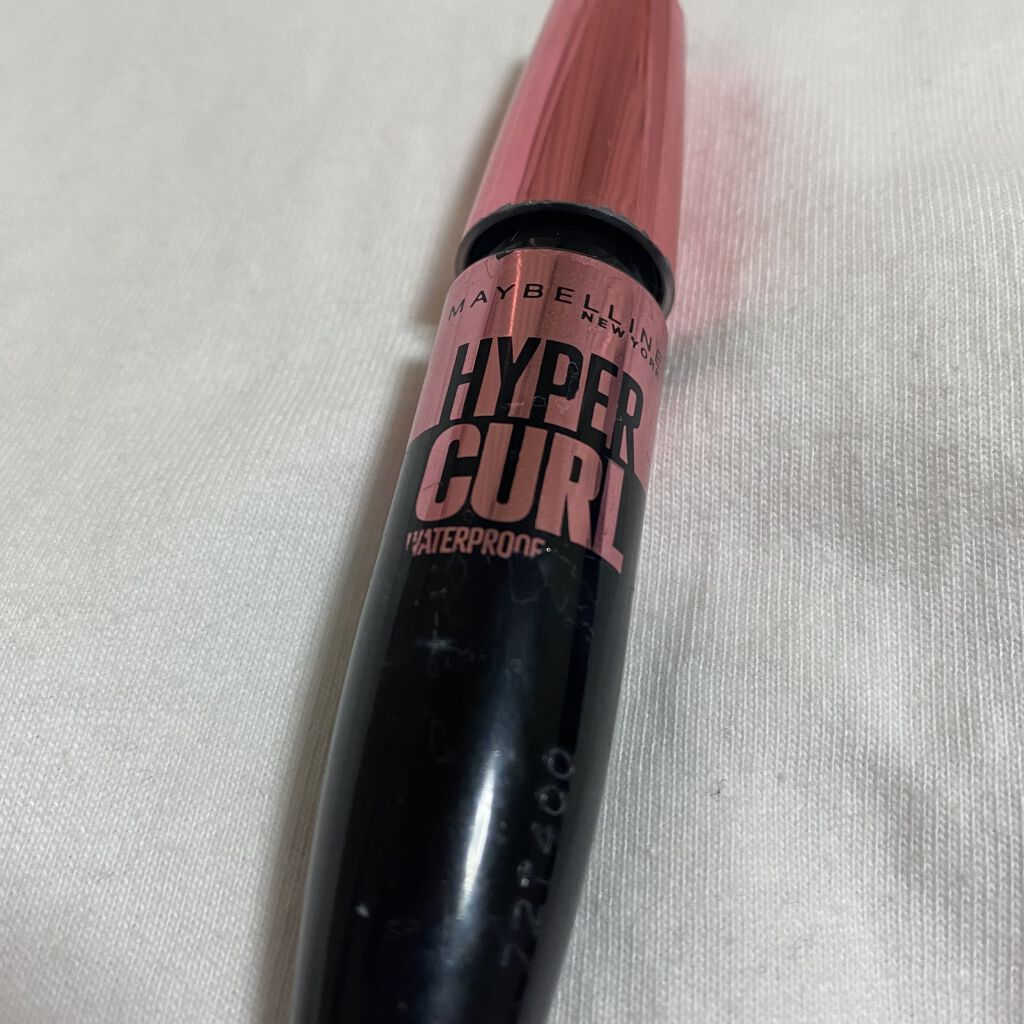 MAYBELLINE
NEW YORK
HYPER
CURL
WATERPROOF